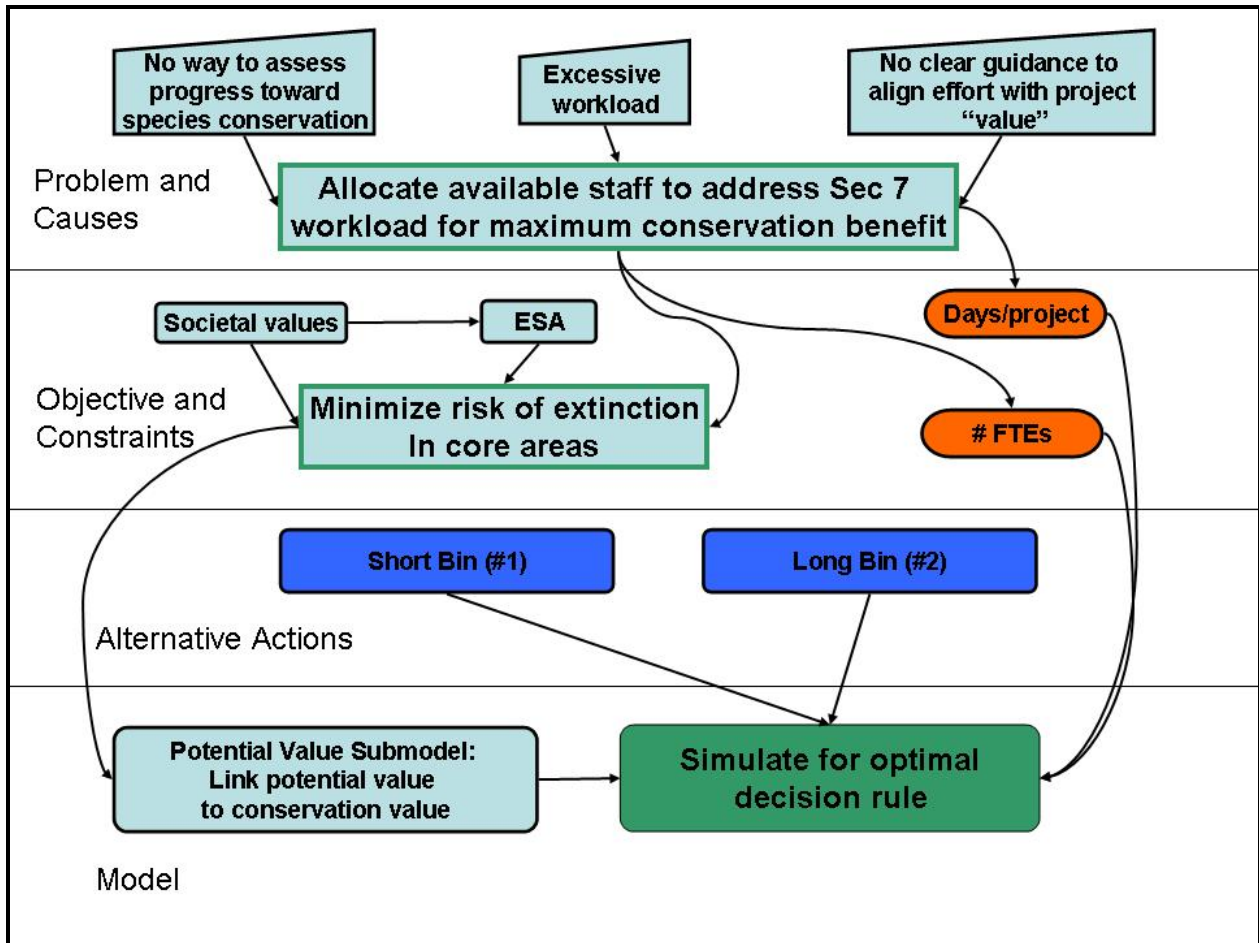 No way to assess
progress toward
species conservation
Excessive
workload
No clear guidance to
align effort with project
“value”
Problem and
Causes
Allocate available staff to address Sec 7
workload for maximum conservation benefit
Societal values
ESA
Days/project
Objective and
Constraints
Minimize risk of extinction
In core areas
# FTEs
Short Bin (#1)
Long Bin (#2)
Alternative Actions
Potential Value Submodel:
Link potential value
to conservation value
Simulate for optimal
decision rule
Model